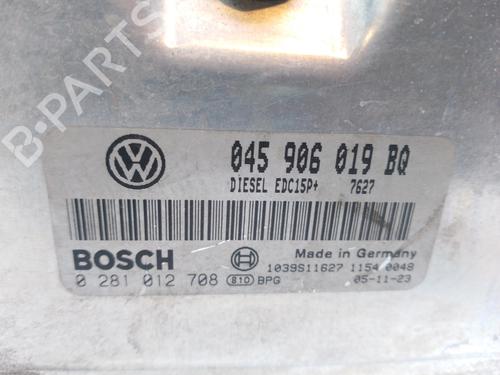 B-PARTS
045 906 019 BQ
DIESEL EDC15P+ 7627
BOSCH
Made in Germany
1039S11627 1154 0048
0 281 012 708 810 BPG 05-11-23